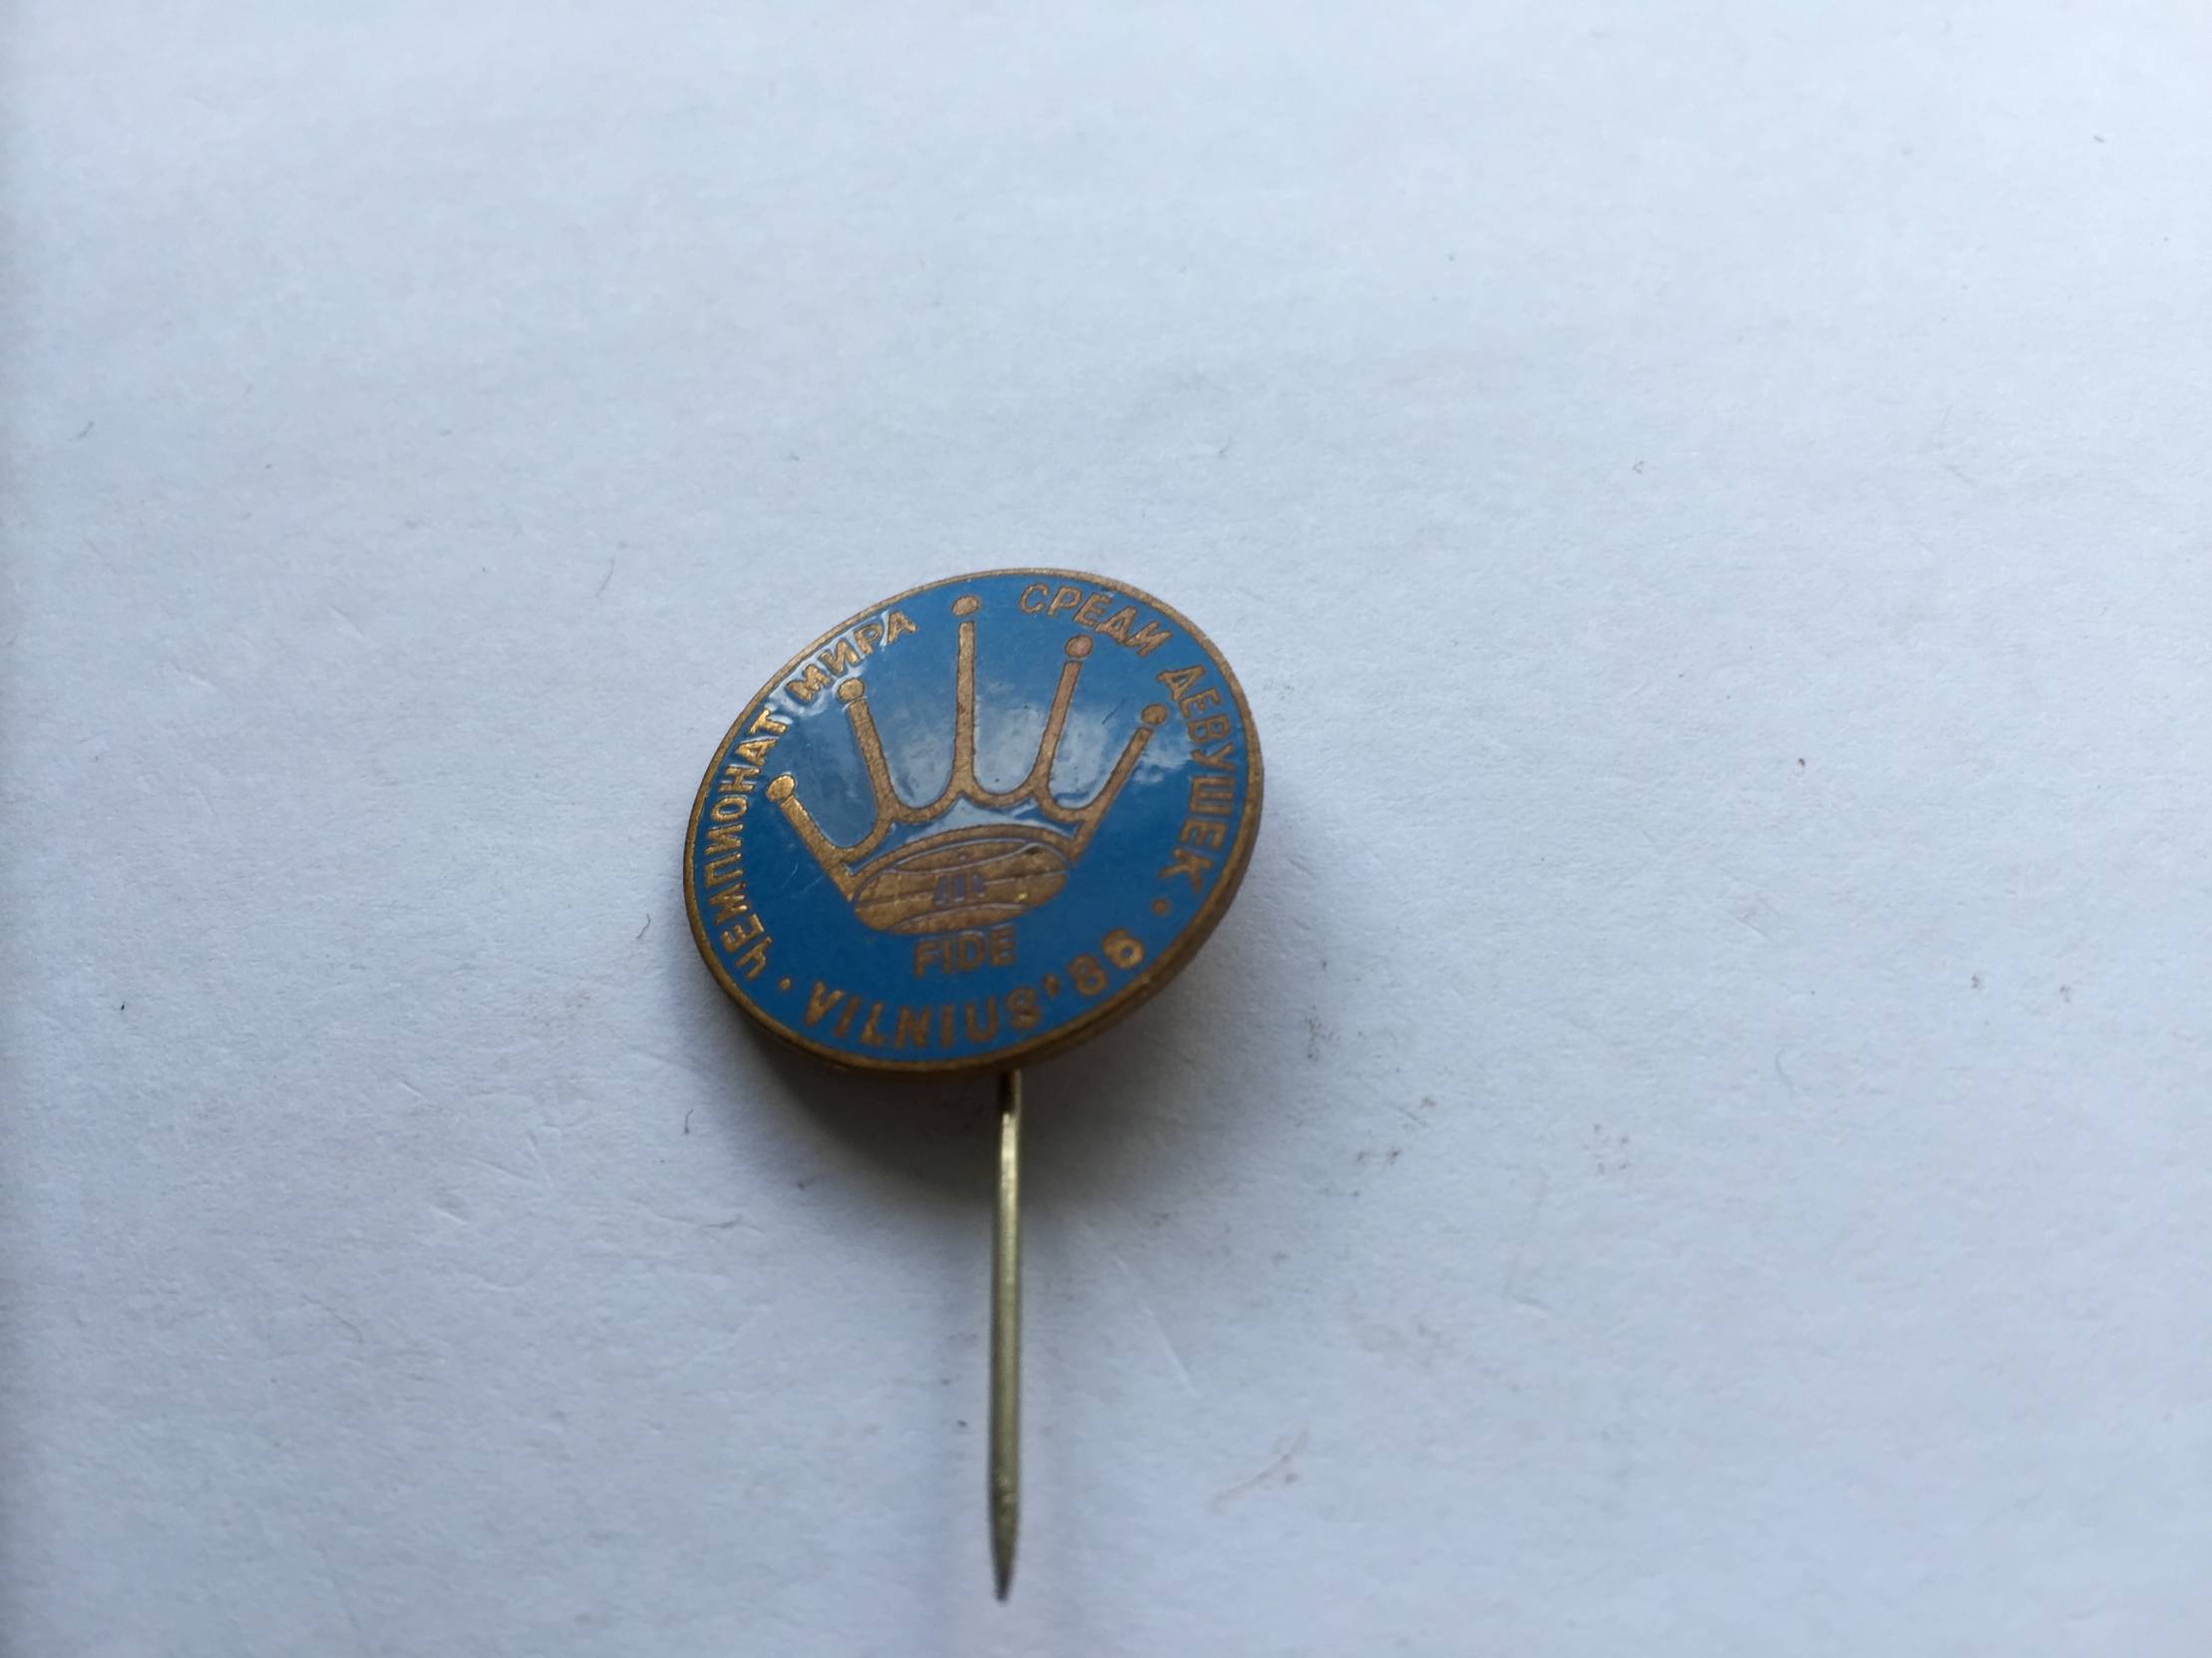 ЧЕМПИОНАТ МИРА СРЕДИ ДЕВУШЕК
FIDE
· VILNIUS'86 ·